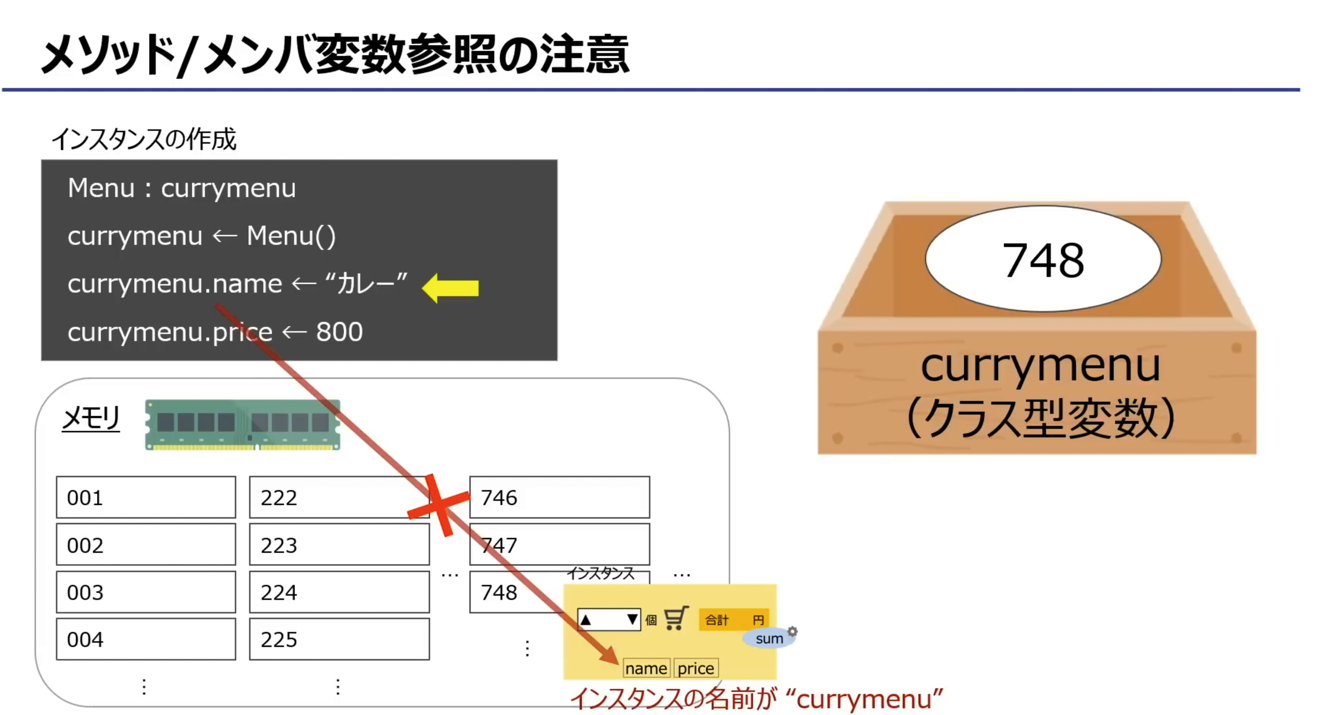 メソッド/メンバ変数参照の注意
インスタンスの作成
Menu : currymenu
currymenu ← Menu()
currymenu.name ← “カレー”
currymenu.price ← 800
748
currymenu
（クラス型変数）
メモリ
001
002
003
004
⋮
222
223
224
225
⋮
…
746
747
748
⋮
…
インスタンス
▲ ▼ 個
合計 円
sum
name price
インスタンスの名前が “currymenu”